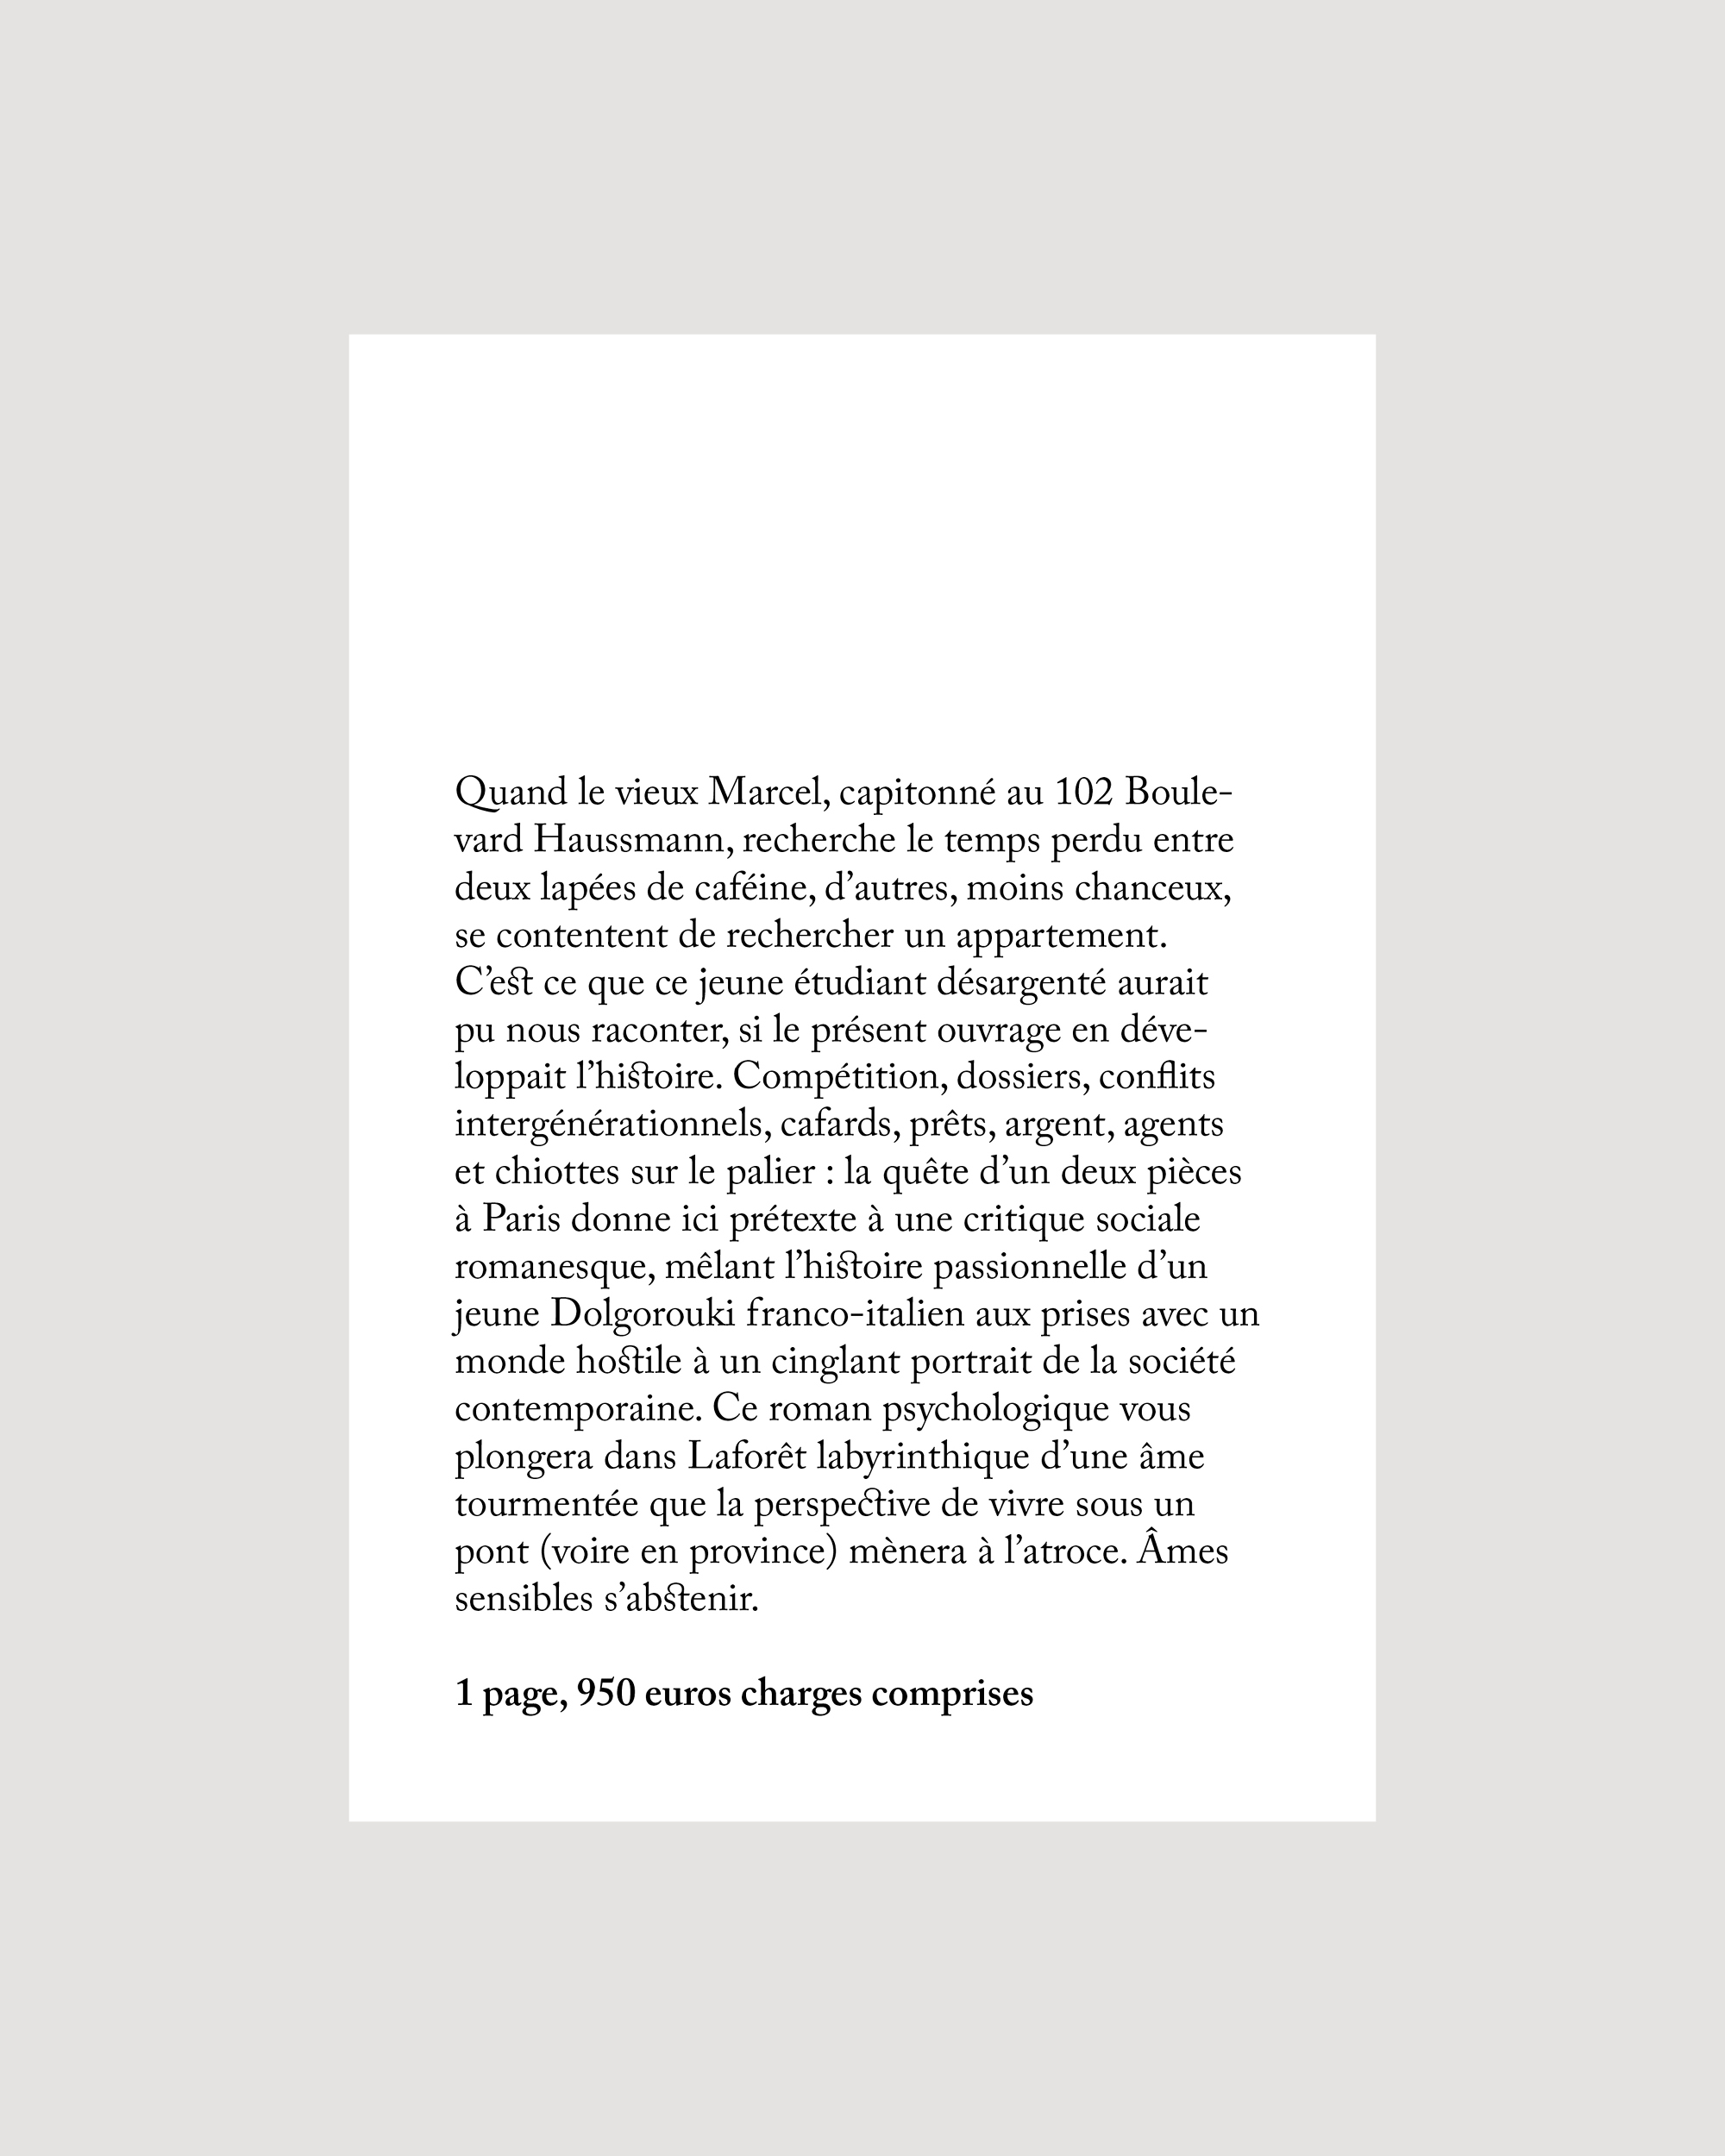 Quand le vieux Marcel, capitonné au 102 Boule-
vard Haussmann, recherche le temps perdu entre
deux lapées de caféine, d’autres, moins chanceux,
se contentent de rechercher un appartement.
C’est ce que ce jeune étudiant désargenté aurait
pu nous raconter, si le présent ouvrage en déve-
loppait l’histoire. Compétition, dossiers, conflits
intergénérationnels, cafards, prêts, argent, agents
et chiottes sur le palier : la quête d’un deux pièces
à Paris donne ici prétexte à une critique sociale
romanesque, mêlant l’histoire passionnelle d’un
jeune Dolgorouki franco-italien aux prises avec un
monde hostile à un cinglant portrait de la société
contemporaine. Ce roman psychologique vous
plongera dans Laforêt labyrinthique d’une âme
tourmentée que la perspective de vivre sous un
pont (voire en province) mènera à l’atroce. Âmes
sensibles s’abstenir.
1 page, 950 euros charges comprises